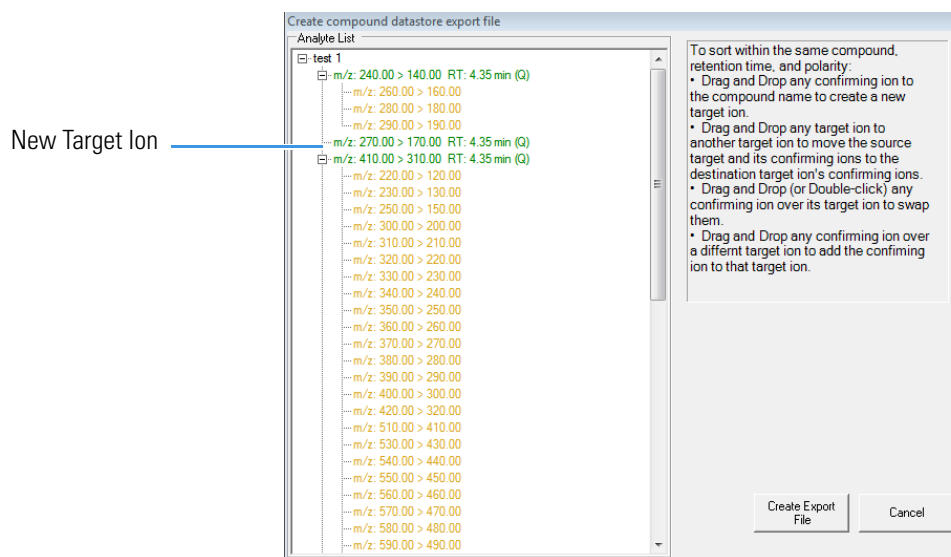 Create compound datastore export file
Analyte List
test 1
m/z: 240.00 > 140.00 RT: 4.35 min (Q)
m/z: 260.00 > 160.00
m/z: 280.00 > 180.00
m/z: 290.00 > 190.00
New Target Ion
m/z: 270.00 > 170.00 RT: 4.35 min (Q)
m/z: 410.00 > 310.00 RT: 4.35 min (Q)
m/z: 220.00 > 120.00
m/z: 230.00 > 130.00
m/z: 250.00 > 150.00
m/z: 300.00 > 200.00
m/z: 310.00 > 210.00
m/z: 320.00 > 220.00
m/z: 330.00 > 230.00
m/z: 340.00 > 240.00
m/z: 350.00 > 250.00
m/z: 360.00 > 260.00
m/z: 370.00 > 270.00
m/z: 380.00 > 280.00
m/z: 390.00 > 290.00
m/z: 400.00 > 300.00
m/z: 420.00 > 320.00
m/z: 510.00 > 410.00
m/z: 530.00 > 430.00
m/z: 540.00 > 440.00
m/z: 550.00 > 450.00
m/z: 560.00 > 460.00
m/z: 570.00 > 470.00
m/z: 580.00 > 480.00
m/z: 590.00 > 490.00
To sort within the same compound,
retention time, and polarity:
• Drag and Drop any confirming ion to
the compound name to create a new
target ion.
• Drag and Drop any target ion to
another target ion to move the source
target and its confirming ions to the
destination target ion's confirming ions.
• Drag and Drop (or Double-click) any
confirming ion over its target ion to swap
them.
• Drag and Drop any confirming ion over
a differnt target ion to add the confiming
ion to that target ion.
Create Export
File
Cancel